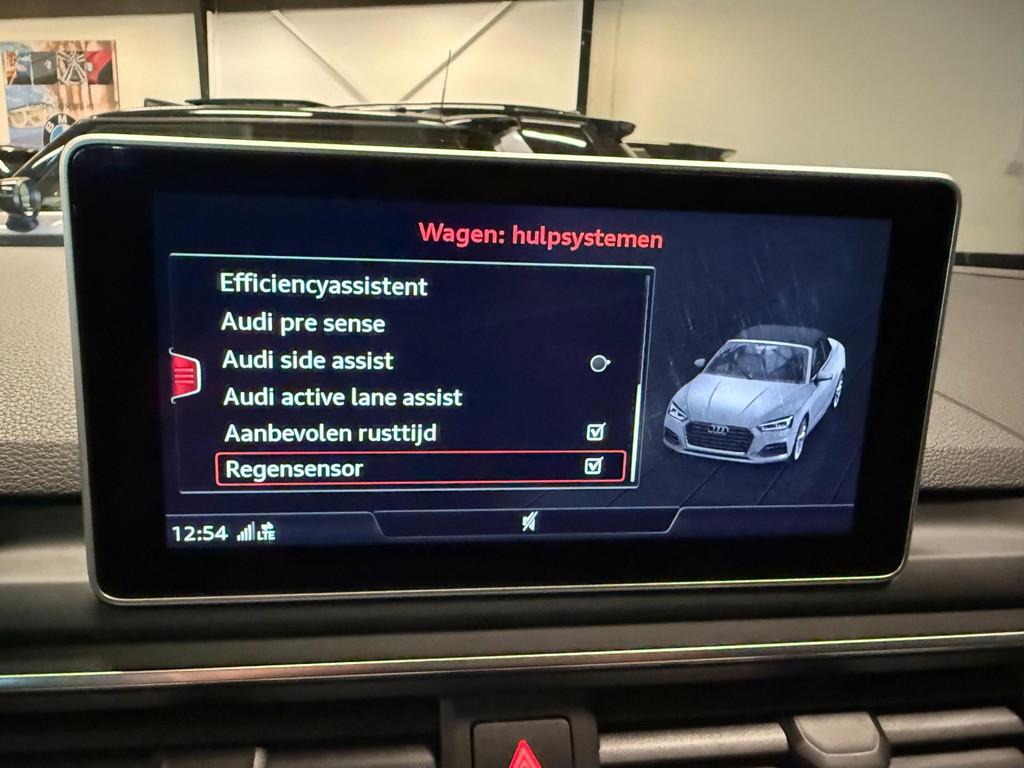 BMW
Wagen: hulpsystemen
Efficiencyassistent
Audi pre sense
Audi side assist
Audi active lane assist
Aanbevolen rusttijd
Regensensor
12:54 LTE